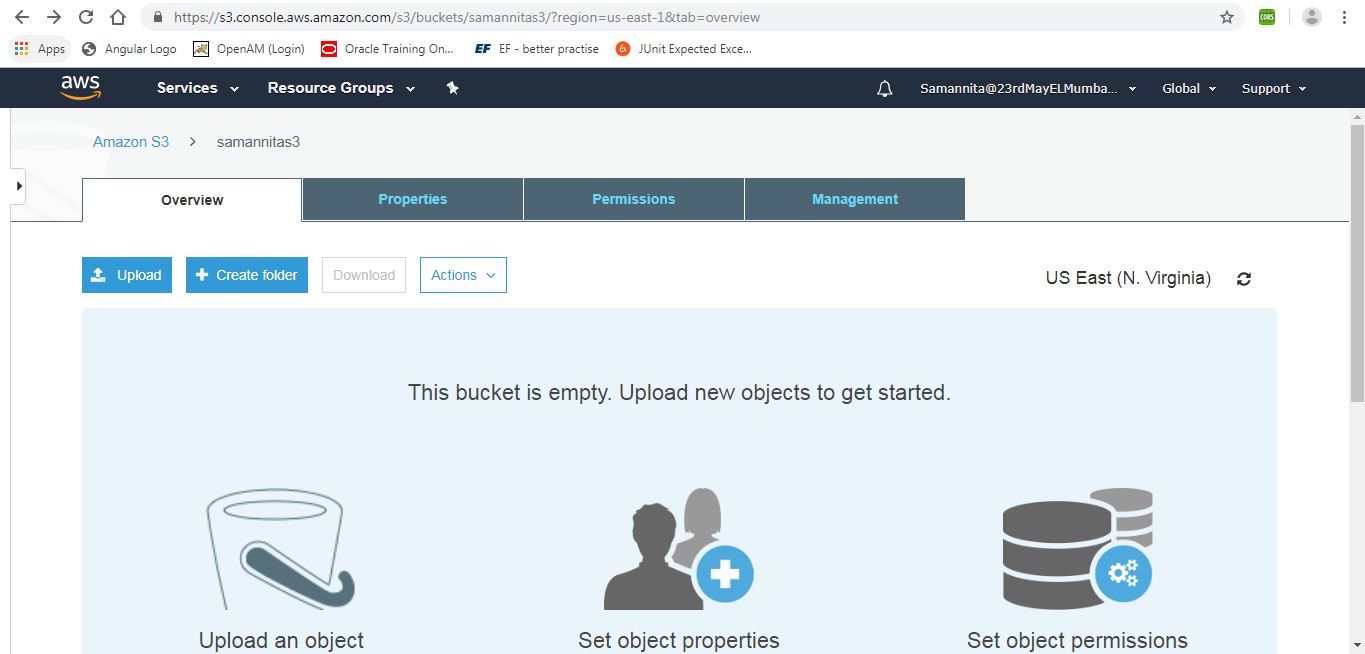 https://s3.console.aws.amazon.com/s3/buckets/samannitas3/?region=us-east-1&tab=overview
CORS
Apps Angular Logo OpenAM (Login) Oracle Training On... EF EF - better practise JUnit Expected Exce...
aws Services Resource Groups Samannita@23rdMayELMumba... Global Support
Amazon S3 > samannitas3
Overview Properties Permissions Management
Upload Create folder Download Actions US East (N. Virginia)
This bucket is empty. Upload new objects to get started.
Upload an object Set object properties Set object permissions